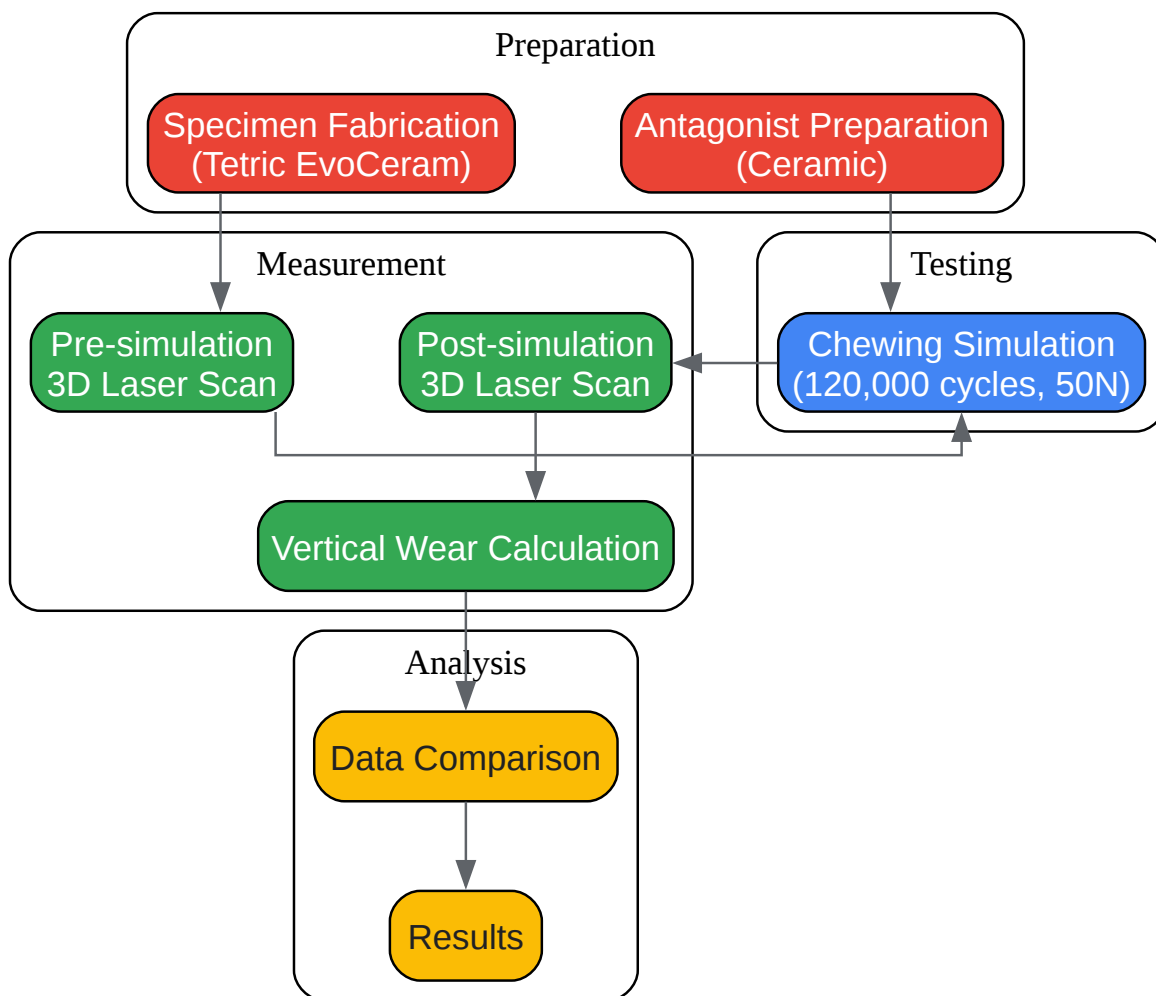 Preparation
Specimen Fabrication
(Tetric EvoCeram)
Antagonist Preparation
(Ceramic)
Measurement
Testing
Pre-simulation
3D Laser Scan
Post-simulation
3D Laser Scan
Chewing Simulation
(120,000 cycles, 50N)
Vertical Wear Calculation
Analysis
Data Comparison
Results